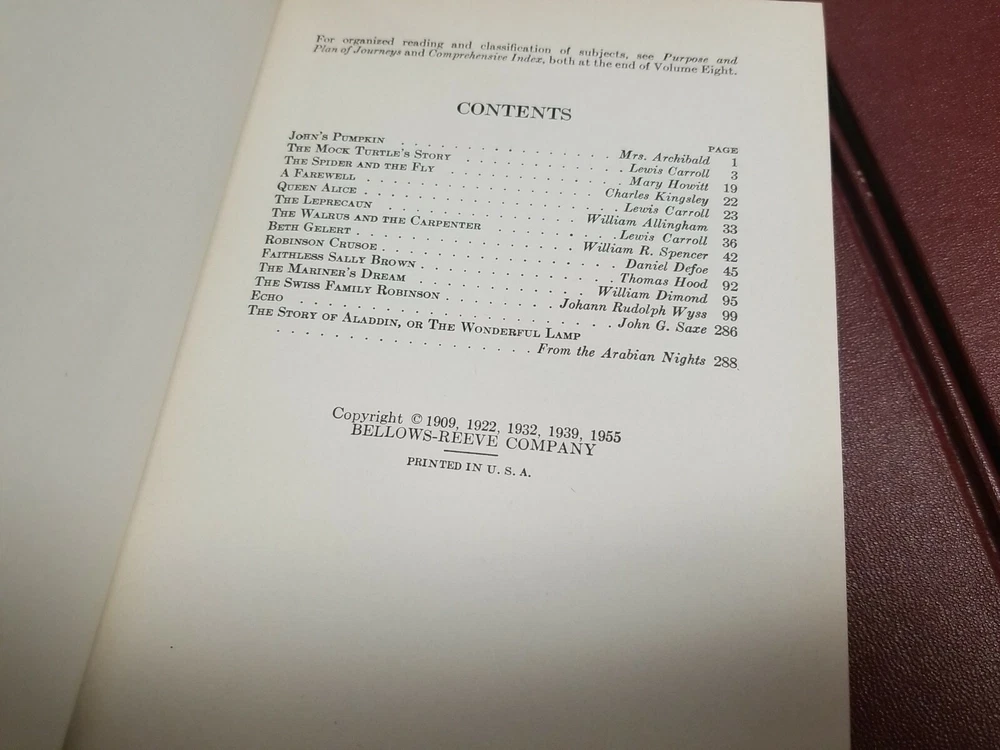 For organized reading and classification of subjects, see Purpose and
Plan of Journeys and Comprehensive Index, both at the end of Volume Eight.
CONTENTS
PAGE
JOHN'S PUMPKIN . . . . . . . . . . . . Mrs. Archibald 1
THE MOCK TURTLE'S STORY . . . . . . . . . . Lewis Carroll 3
THE SPIDER AND THE FLY . . . . . . . . . . Mary Howitt 19
A FAREWELL . . . . . . . . . . . . Charles Kingsley 22
QUEEN ALICE . . . . . . . . . . . . . . Lewis Carroll 23
THE LEPRECAUN . . . . . . . . . . . . William Allingham 33
THE WALRUS AND THE CARPENTER . . . . . . . . Lewis Carroll 36
BETH GELERT . . . . . . . . . . . . William R. Spencer 42
ROBINSON CRUSOE . . . . . . . . . . . . . Daniel Defoe 45
FAITHLESS SALLY BROWN . . . . . . . . . . . Thomas Hood 92
THE MARINER'S DREAM . . . . . . . . . . . William Dimond 95
THE SWISS FAMILY ROBINSON . . . . . . . Johann Rudolph Wyss 99
ECHO . . . . . . . . . . . . . . . . . John G. Saxe 286
THE STORY OF ALADDIN, OR THE WONDERFUL LAMP
. . . . . . . . . . . . . . . From the Arabian Nights 288
Copyright © 1909, 1922, 1932, 1939, 1955
BELLOWS-REEVE COMPANY
PRINTED IN U. S. A.